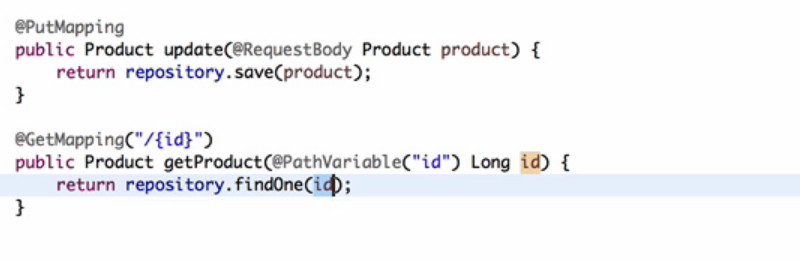 @PutMapping
public Product update(@RequestBody Product product) {
    return repository.save(product);
}
@GetMapping("/{id}")
public Product getProduct(@PathVariable("id") Long id) {
    return repository.findOne(id);
}